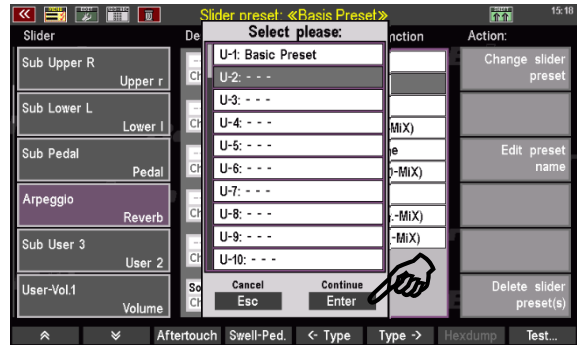 MENU
EDIT
Slider preset: «Basis Preset»
15:18
Slider
De
nction
Action:
Select please:
U-1: Basic Preset
U-2: - - -
U-3: - - -
U-4: - - -
U-5: - - -
U-6: - - -
U-7: - - -
U-8: - - -
U-9: - - -
U-10: - - -
Cancel
Continue
Esc
Enter
Sub Upper R
Upper r
Ch
Change slider
preset
Sub Lower L
Lower l
Ch
MiX)
Sub Pedal
Pedal
Ch
e
-MiX)
Edit preset
name
Arpeggio
Reverb
Ch
.-MiX)
Sub User 3
User 2
Ch
-MiX)
User-Vol.1
Volume
So
Ch
Delete slider
preset(s)
Aftertouch
Swell-Ped.
<- Type
Type ->
Hexdump
Test...